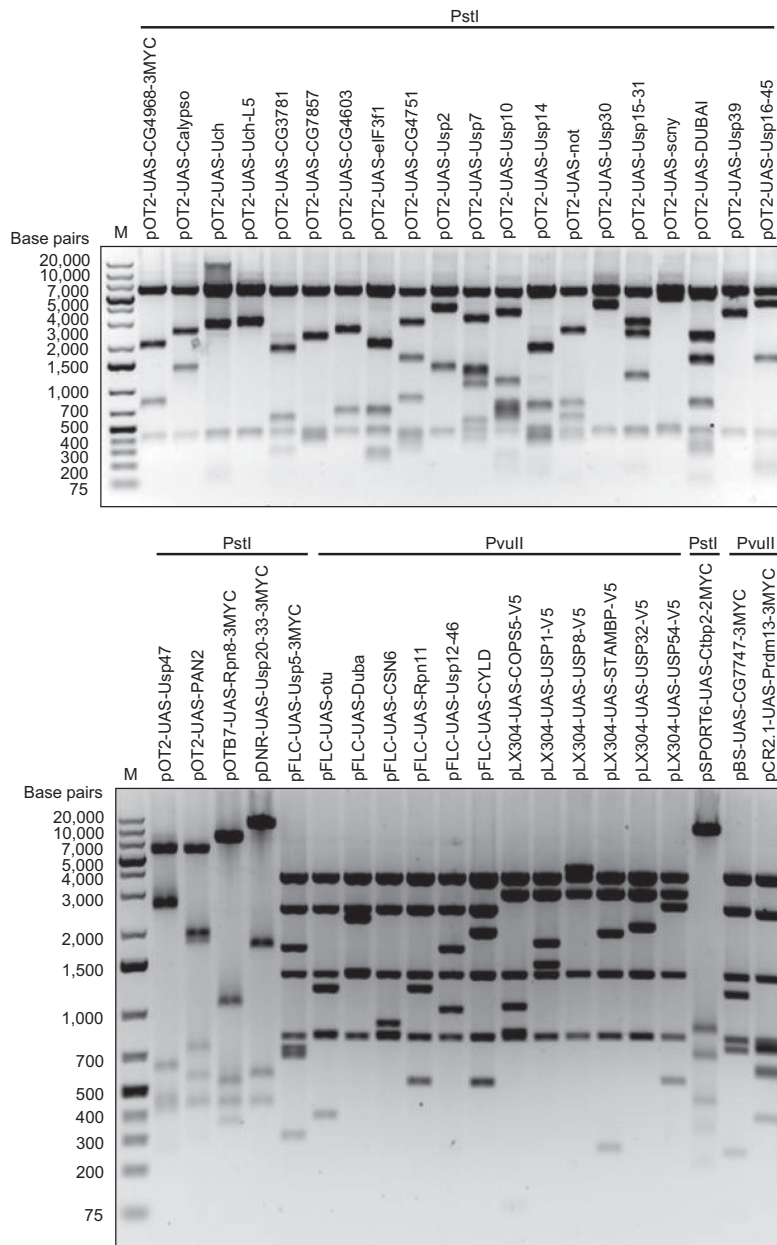 PstI
pOT2-UAS-CG4968-3MYC
pOT2-UAS-Calypso
pOT2-UAS-Uch
pOT2-UAS-Uch-L5
pOT2-UAS-CG3781
pOT2-UAS-CG7857
pOT2-UAS-CG4603
pOT2-UAS-eIF3f1
pOT2-UAS-CG4751
pOT2-UAS-Usp2
pOT2-UAS-Usp7
pOT2-UAS-Usp10
pOT2-UAS-Usp14
pOT2-UAS-not
pOT2-UAS-Usp30
pOT2-UAS-Usp15-31
pOT2-UAS-scny
pOT2-UAS-DUBAI
pOT2-UAS-Usp39
pOT2-UAS-Usp16-45
Base pairs
M
20,000
10,000
7,000
5,000
4,000
3,000
2,000
1,500
1,000
700
500
400
300
200
75
PstI
PvuII
PstI
PvuII
pOT2-UAS-Usp47
pOT2-UAS-PAN2
pOTB7-UAS-Rpn8-3MYC
pDNR-UAS-Usp20-33-3MYC
pFLC-UAS-Usp5-3MYC
pFLC-UAS-otu
pFLC-UAS-Duba
pFLC-UAS-CSN6
pFLC-UAS-Rpn11
pFLC-UAS-Usp12-46
pFLC-UAS-CYLD
pLX304-UAS-COPS5-V5
pLX304-UAS-USP1-V5
pLX304-UAS-USP8-V5
pLX304-UAS-STAMBP-V5
pLX304-UAS-USP32-V5
pLX304-UAS-USP54-V5
pSPORT6-UAS-Ctbp2-2MYC
pBS-UAS-CG7747-3MYC
pCR2.1-UAS-Prdm13-3MYC
M
Base pairs
20,000
10,000
7,000
5,000
4,000
3,000
2,000
1,500
1,000
700
500
400
300
200
75